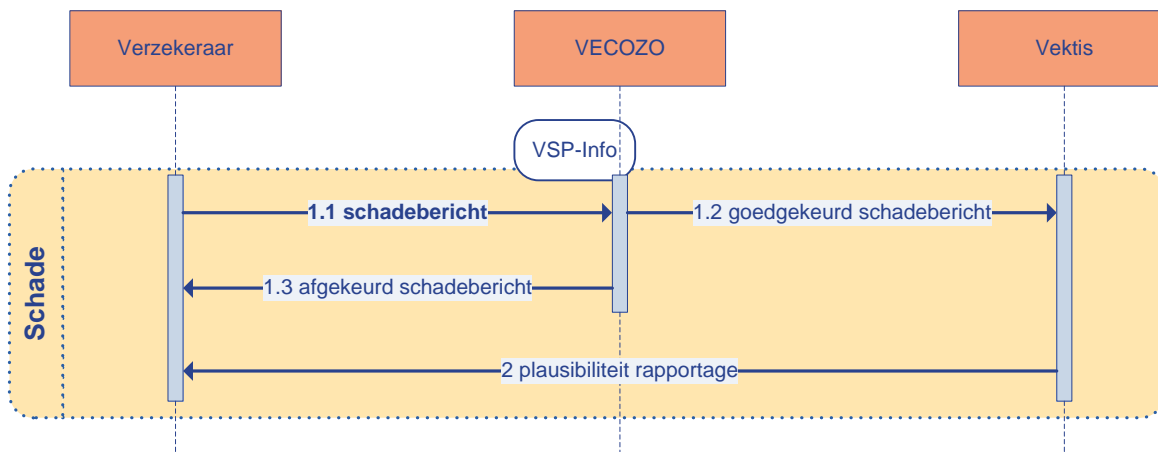 Verzekeraar
VECOZO
Vektis
VSP-Info
Schade
1.1 schadebericht
1.2 goedgekeurd schadebericht
1.3 afgekeurd schadebericht
2 plausibiliteit rapportage